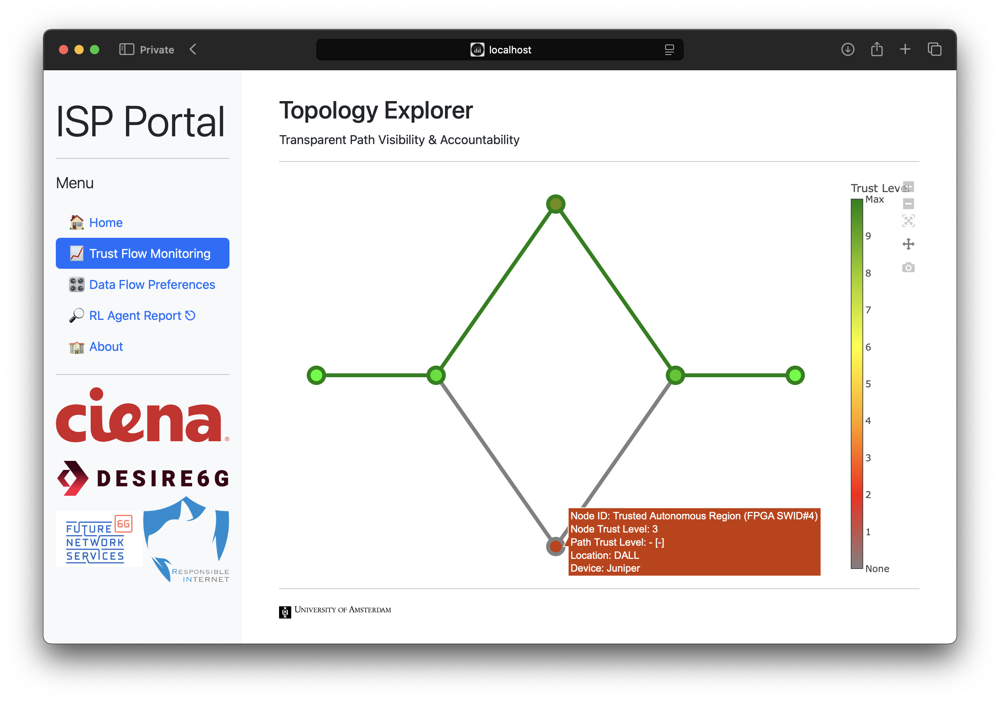 Private
localhost
ISP Portal
Menu
Home
Trust Flow Monitoring
Data Flow Preferences
RL Agent Report
About
ciena®
DESIRE6G
FUTURE 6G
NETWORK
SERVICES
RESPONSIBLE
INTERNET
Topology Explorer
Transparent Path Visibility & Accountability
Trust Level
Max
9
8
7
6
5
4
3
2
1
None
Node ID: Trusted Autonomous Region (FPGA SWID#4)
Node Trust Level: 3
Path Trust Level: - [-]
Location: DALL
Device: Juniper
UNIVERSITY OF AMSTERDAM